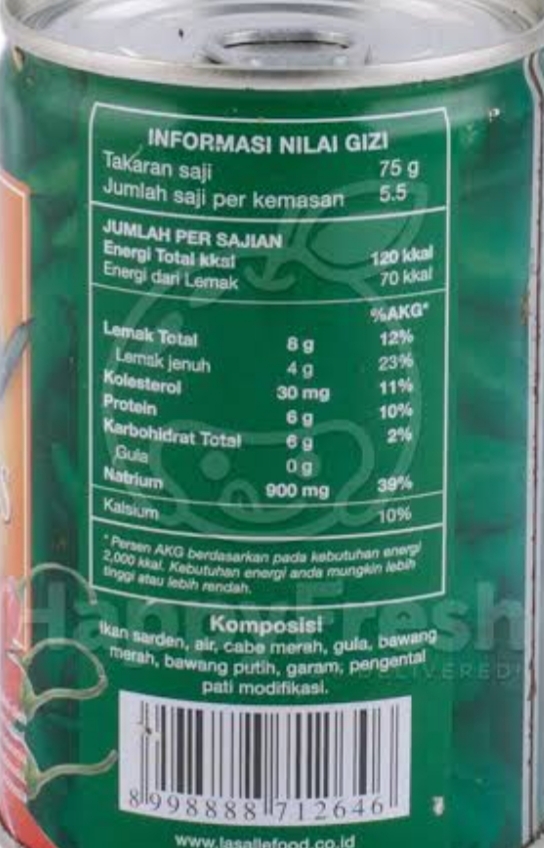 INFORMASI NILAI GIZI
Takaran saji 75 g
Jumlah saji per kemasan 5.5
JUMLAH PER SAJIAN
Energi Total kkal 120 kkal
Energi dari Lemak 70 kkal
%AKG*
Lemak Total 8 g 12%
Lemak jenuh 4 g 23%
Kolesterol 30 mg 11%
Protein 6 g 10%
Karbohidrat Total 6 g 2%
Gula 0 g
Natrium 900 mg 39%
Kalsium 10%
* Persen AKG berdasarkan pada kebutuhan energi
2,000 kkal. Kebutuhan energi anda mungkin lebih
tinggi atau lebih rendah.
HappyFresh
DELIVERED!
Komposisi
Ikan sarden, air, cabe merah, gula, bawang
merah, bawang putih, garam, pengental
pati modifikasi.
8 998888 712646
www.lasallefood.co.id